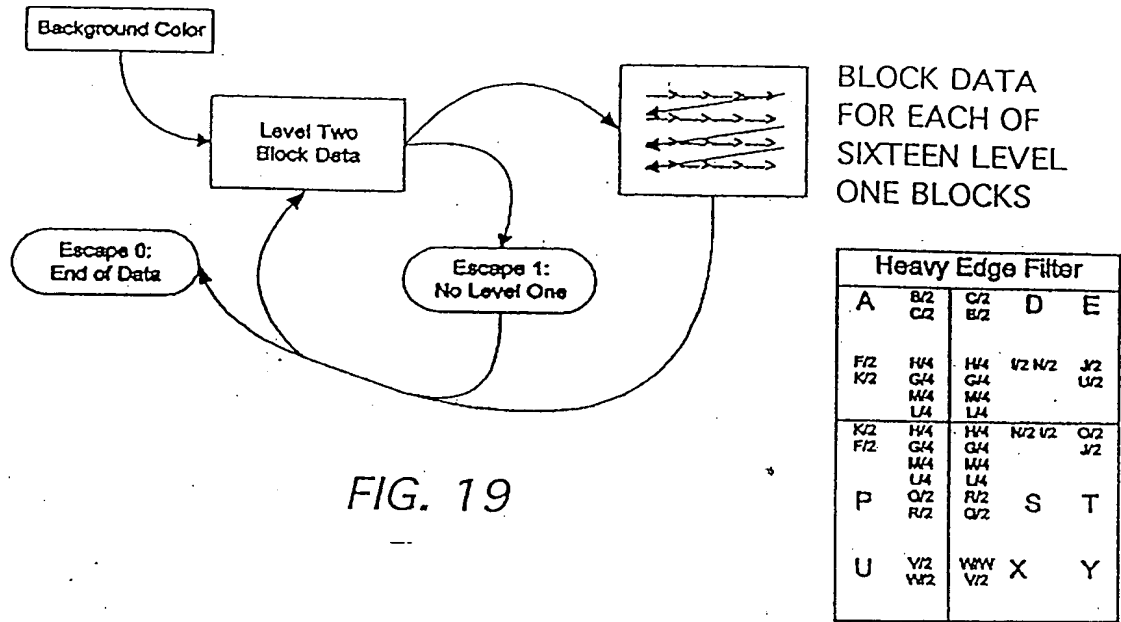 Background Color
Level Two
Block Data
BLOCK DATA
FOR EACH OF
SIXTEEN LEVEL
ONE BLOCKS
Escape 0:
End of Data
Escape 1:
No Level One
Heavy Edge Filter
A B/2 C/2 D E
C/2 B/2
F/2 H/4 H/4 I/2 N/2 J/2
K/2 G/4 G/4
M/4 M/4
L/4 L/4
K/2 H/4 H/4 N/2 I/2 O/2
F/2 G/4 G/4 J/2
M/4 M/4
L/4 L/4
P Q/2 R/2 S T
R/2 Q/2
U V/2 W/W X Y
W/2 V/2
FIG. 19